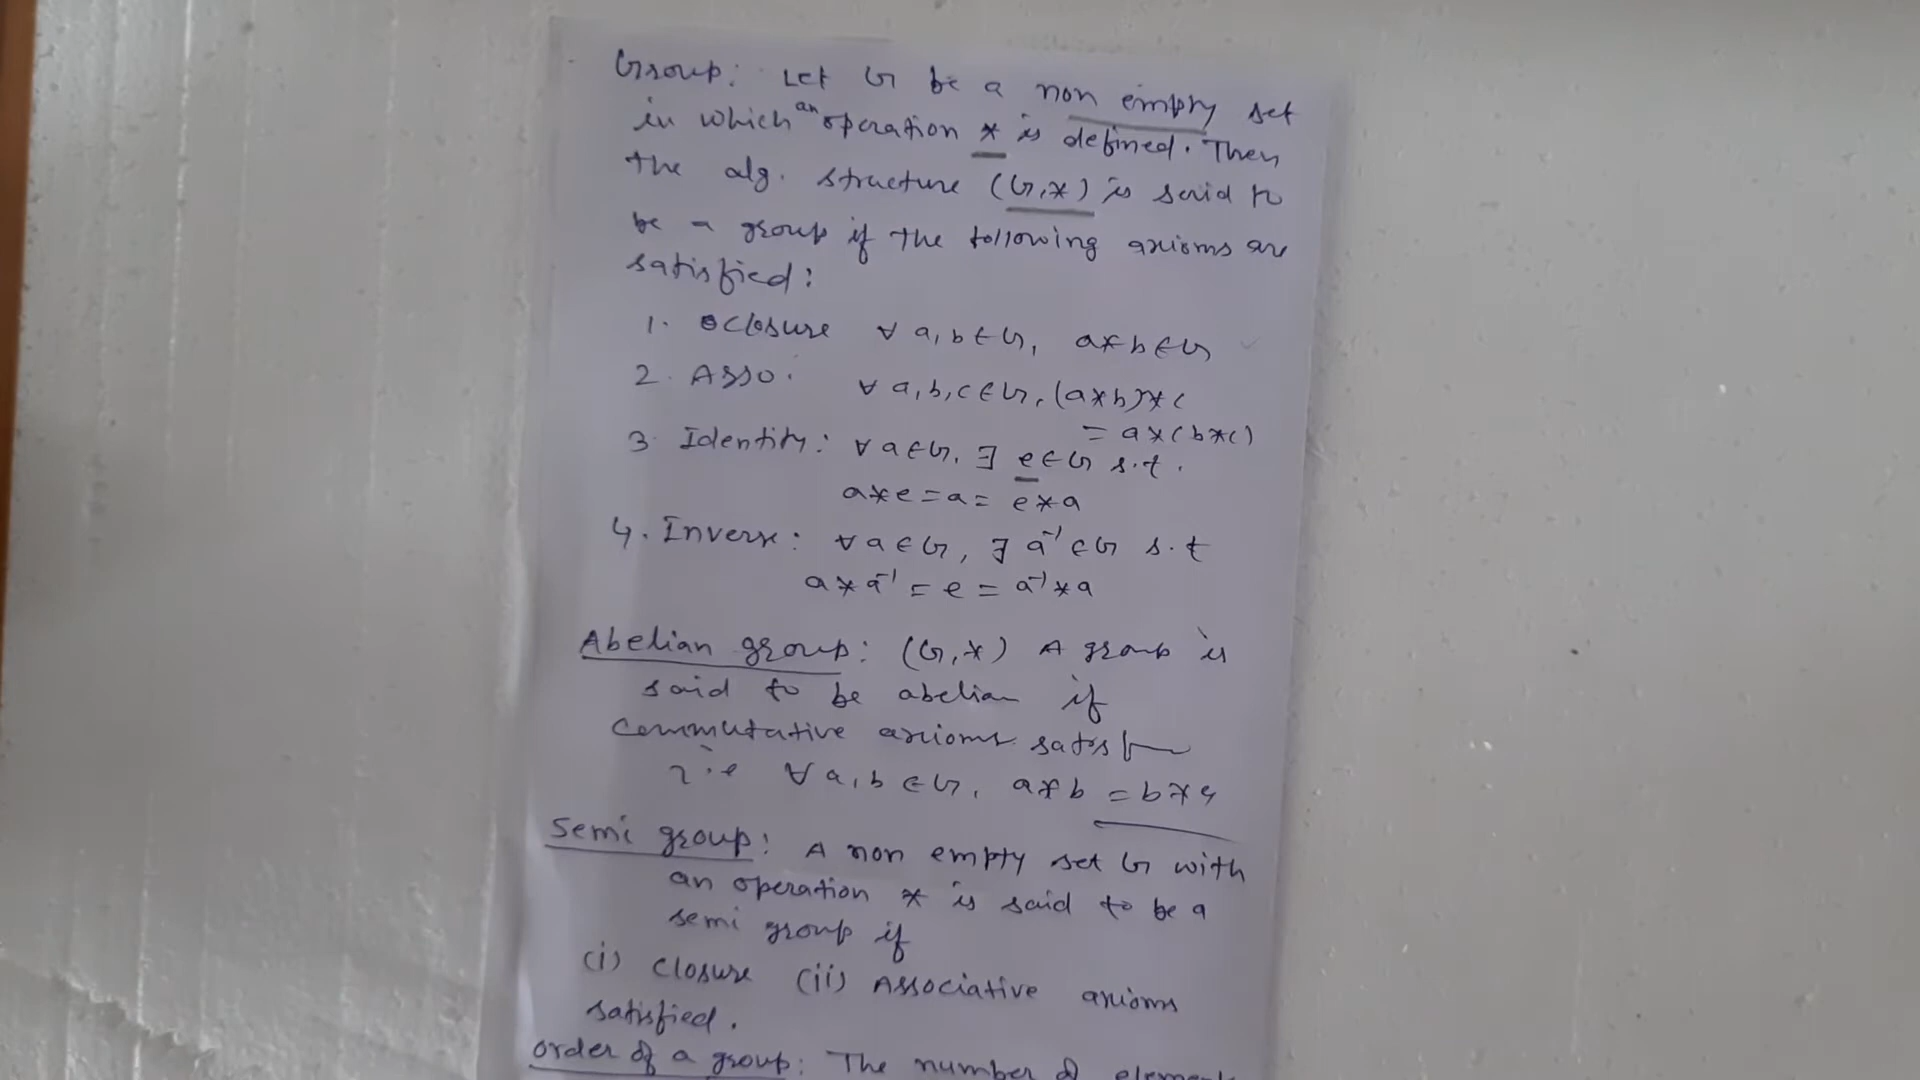 Group: Let G be a non empty set
in which an operation * is defined. Then
the alg. structure (G,*) is said to
be a group if the following axioms are
satisfied:
1. closure ∀ a,b∈G, a*b∈G
2. Asso. ∀ a,b,c∈G, (a*b)*c
= a*(b*c)
3. Identity: ∀ a∈G, ∃ e∈G s.t.
a*e=a=e*a
4. Inverse: ∀ a∈G, ∃ a⁻¹∈G s.t
a*a⁻¹=e=a⁻¹*a
Abelian group: (G,*) A group is
said to be abelian if
commutative axioms
i.e ∀ a,b∈G, a*b=b*a
Semi group: A non empty set G with
an operation * is said to be a
semi group if
(i) closure (ii) Associative axioms
satisfied.
order of a group: The number of element